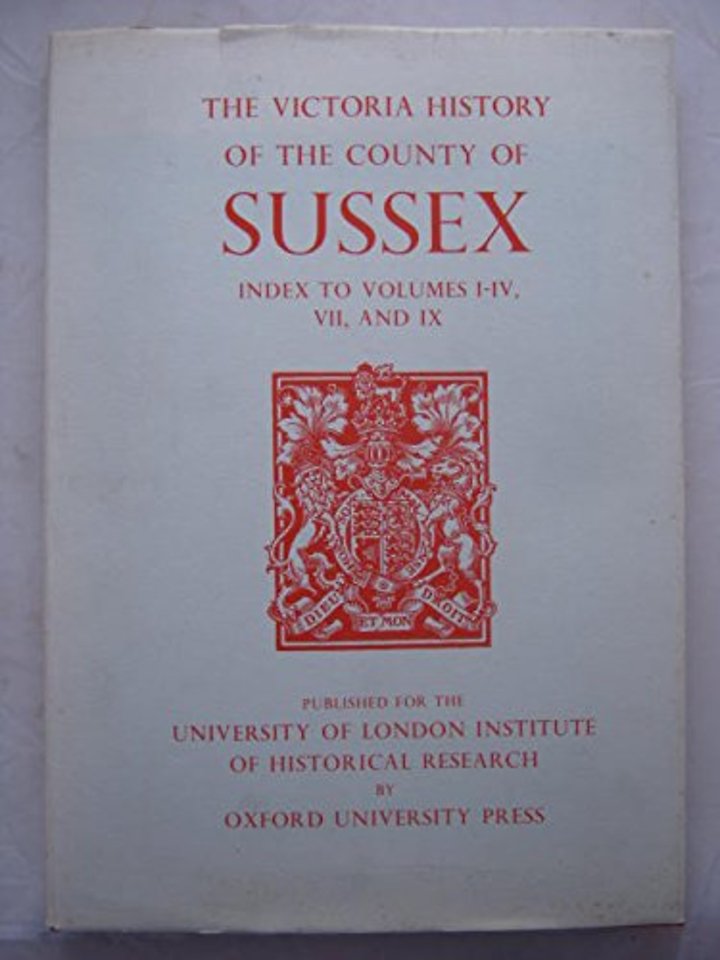 THE VICTORIA HISTORY
OF THE COUNTY OF
SUSSEX
INDEX TO VOLUMES I-IV,
VII, AND IX
DIEU
ET MON
DROIT
PUBLISHED FOR THE
UNIVERSITY OF LONDON INSTITUTE
OF HISTORICAL RESEARCH
BY
OXFORD UNIVERSITY PRESS